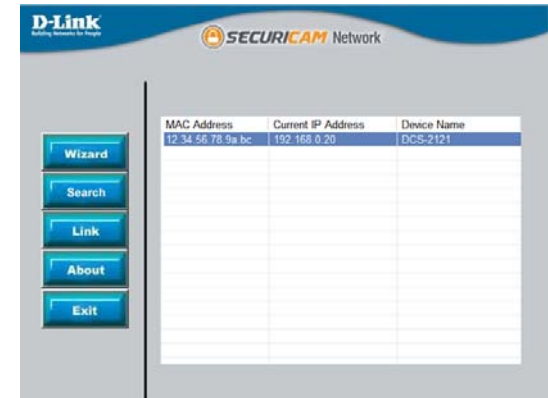 D-Link
Building Networks for People
SECURICAM Network
MAC Address Current IP Address Device Name
12.34.56.78.9a.bc 192.168.0.20 DCS-2121
Wizard
Search
Link
About
Exit